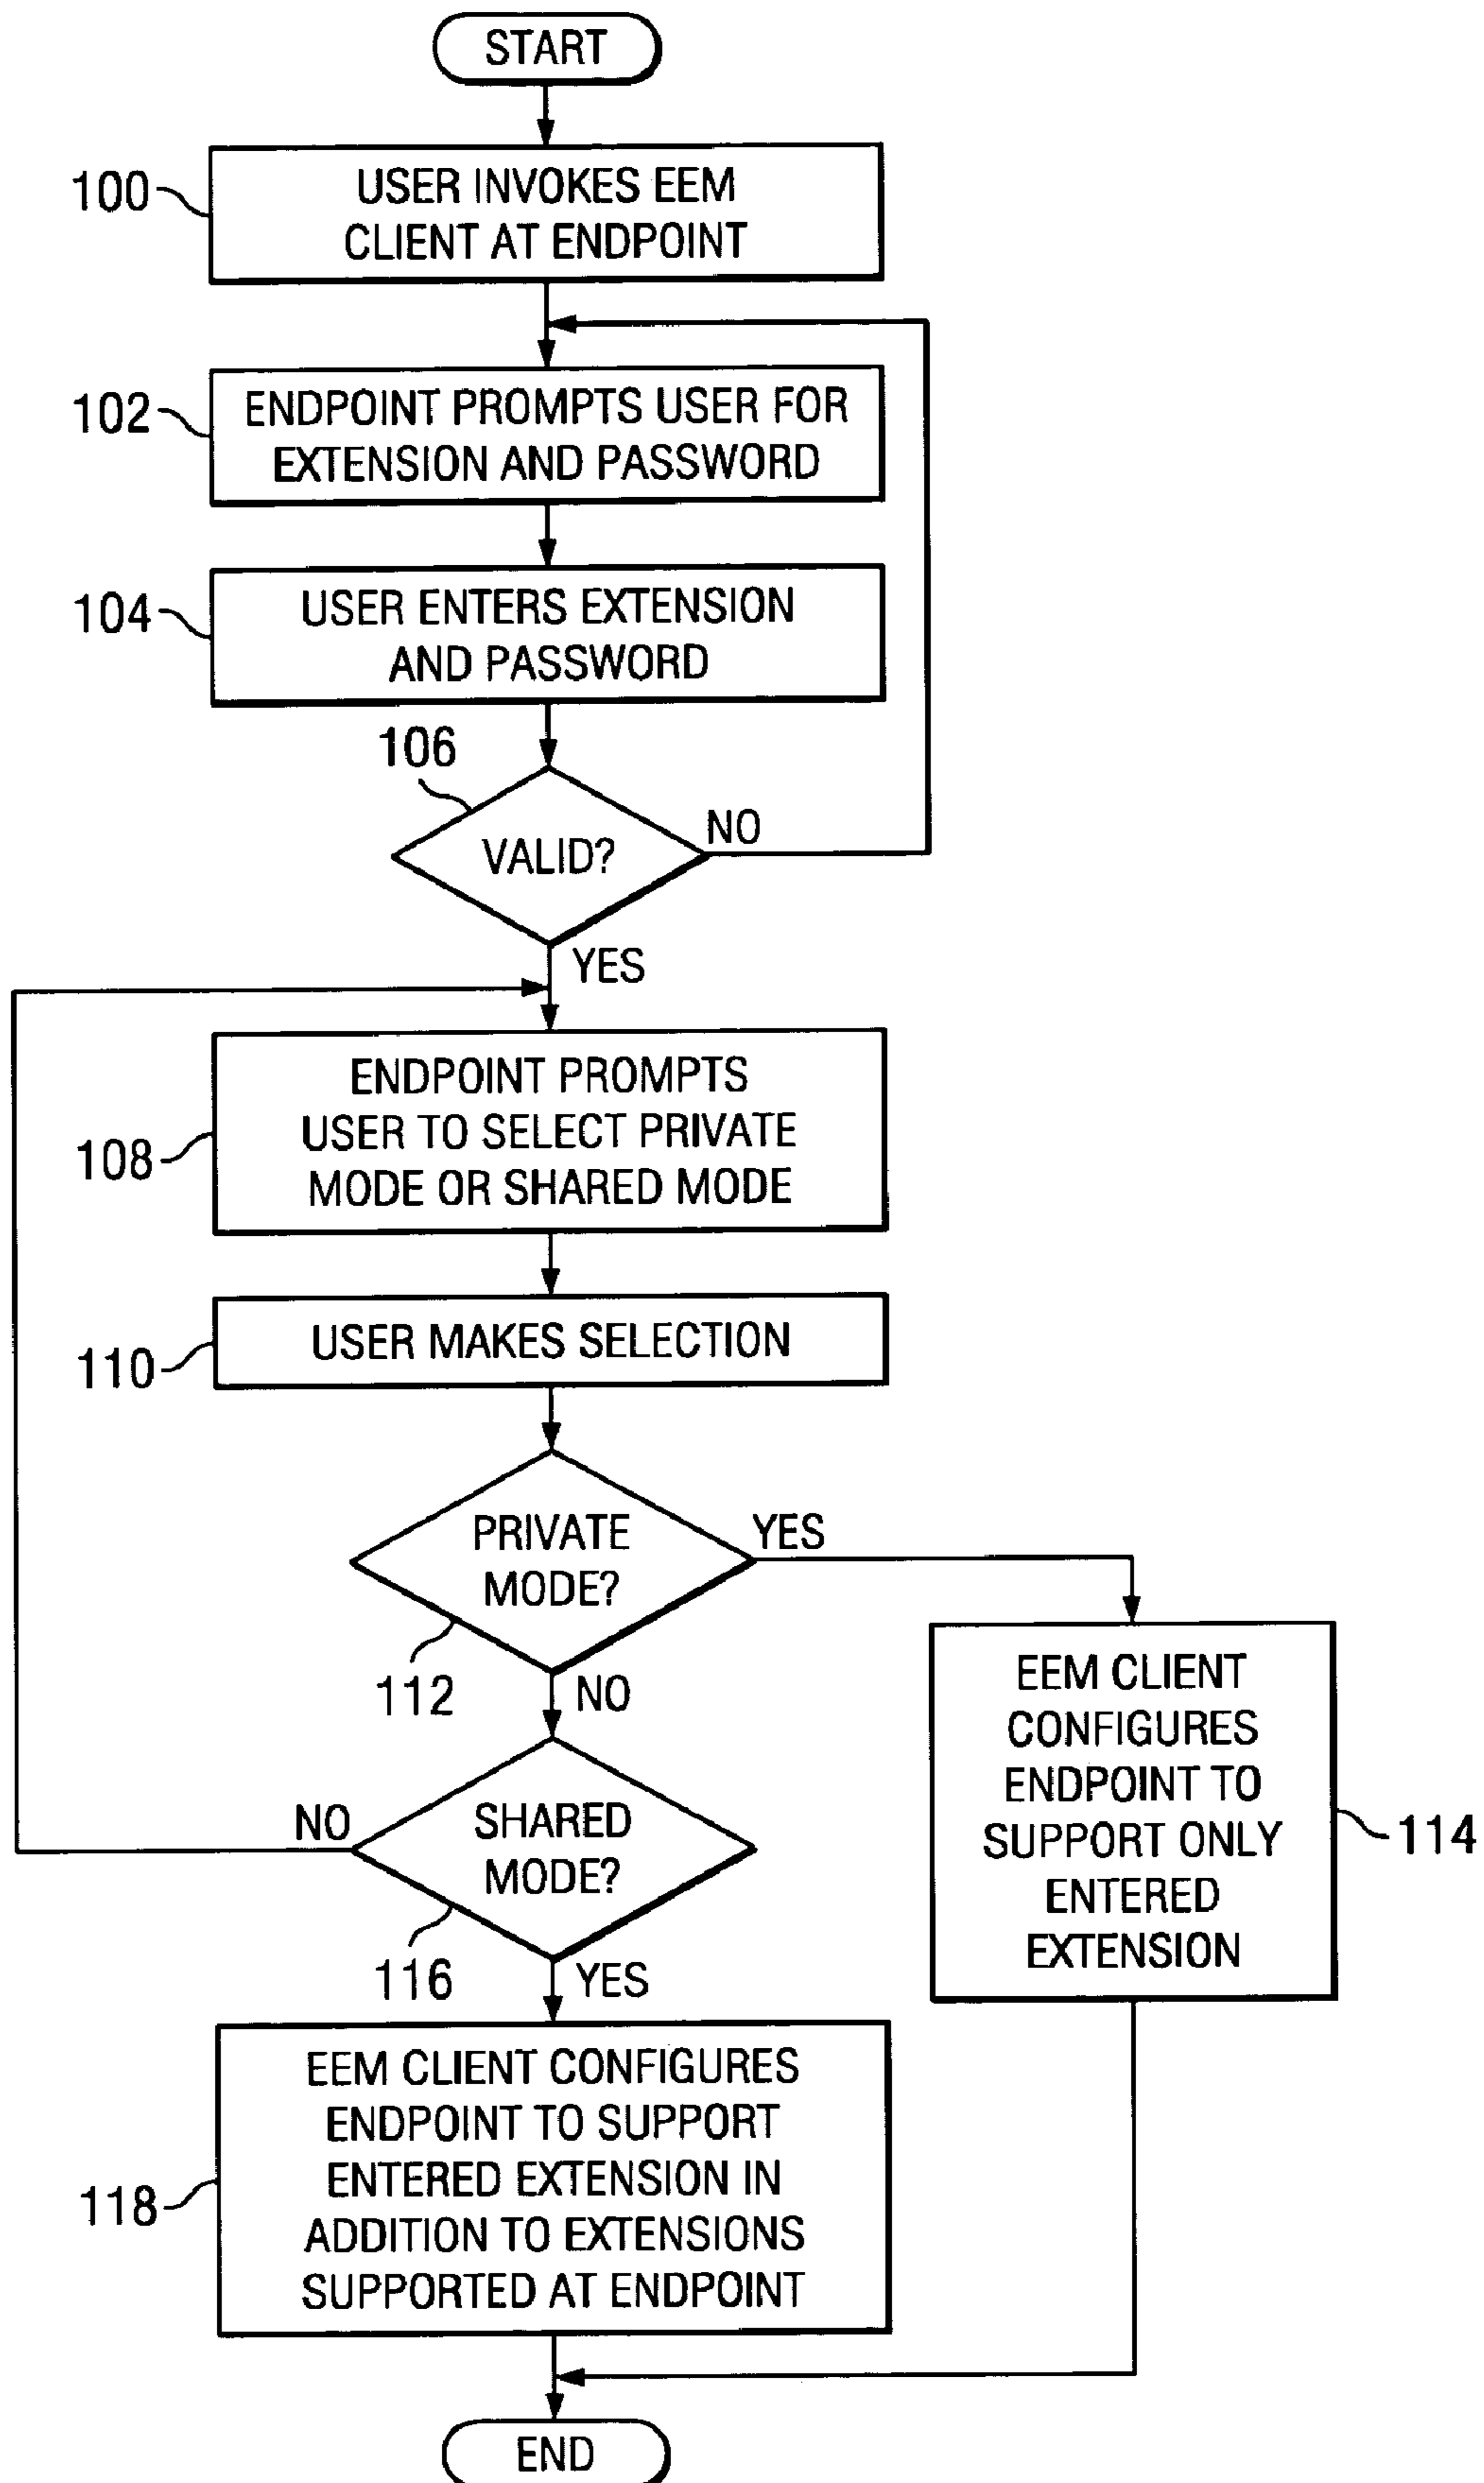 START
100
USER INVOKES EEM
CLIENT AT ENDPOINT
102
ENDPOINT PROMPTS USER FOR
EXTENSION AND PASSWORD
104
USER ENTERS EXTENSION
AND PASSWORD
106
VALID?
NO
YES
108
ENDPOINT PROMPTS
USER TO SELECT PRIVATE
MODE OR SHARED MODE
110
USER MAKES SELECTION
PRIVATE
MODE?
YES
112
NO
114
EEM CLIENT
CONFIGURES
ENDPOINT TO
SUPPORT ONLY
ENTERED
EXTENSION
SHARED
MODE?
NO
116
YES
118
EEM CLIENT CONFIGURES
ENDPOINT TO SUPPORT
ENTERED EXTENSION IN
ADDITION TO EXTENSIONS
SUPPORTED AT ENDPOINT
END